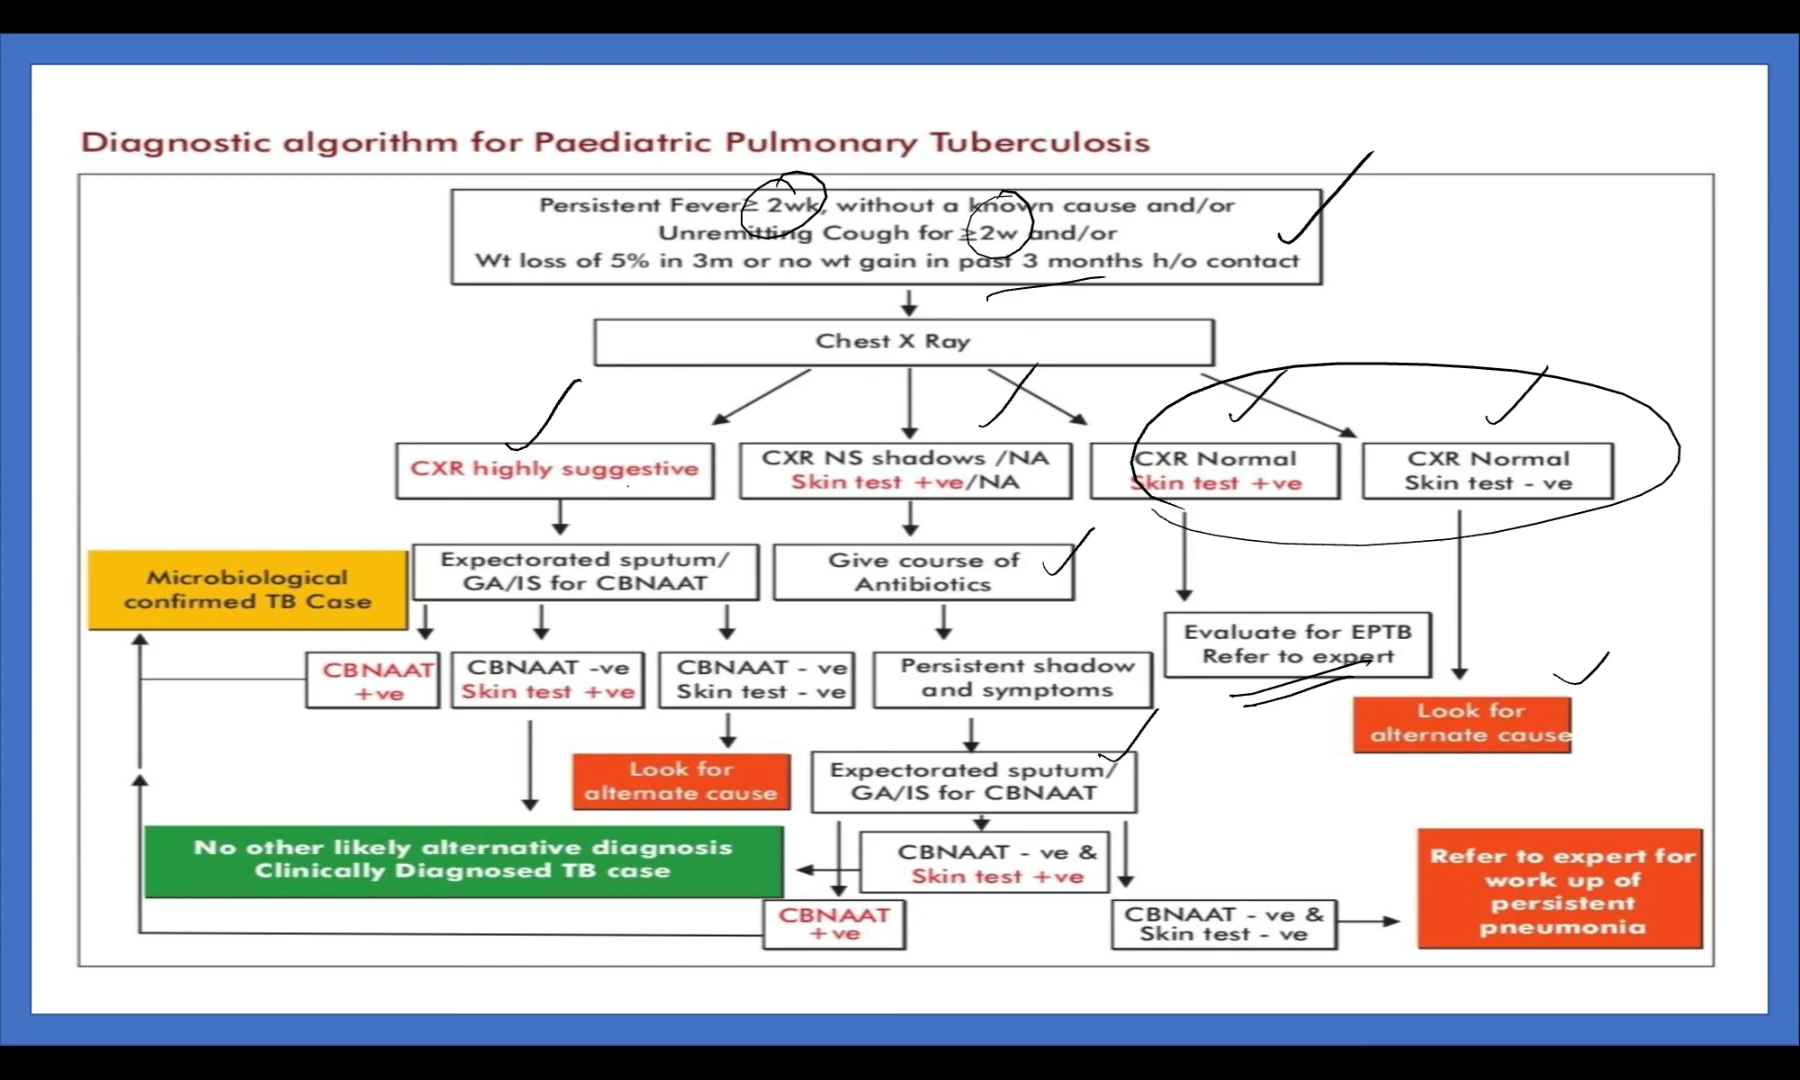 Diagnostic algorithm for Paediatric Pulmonary Tuberculosis
Persistent Fever≥ 2wk, without a known cause and/or
Unremitting Cough for ≥2w and/or
Wt loss of 5% in 3m or no wt gain in past 3 months h/o contact
Chest X Ray
CXR highly suggestive
CXR NS shadows /NA
Skin test +ve/NA
CXR Normal
Skin test +ve
CXR Normal
Skin test - ve
Microbiological
confirmed TB Case
Expectorated sputum/
GA/IS for CBNAAT
Give course of
Antibiotics
Evaluate for EPTB
Refer to expert
CBNAAT
+ve
CBNAAT -ve
Skin test +ve
CBNAAT - ve
Skin test - ve
Persistent shadow
and symptoms
Look for
alternate cause
Look for
alternate cause
Expectorated sputum/
GA/IS for CBNAAT
No other likely alternative diagnosis
Clinically Diagnosed TB case
CBNAAT - ve &
Skin test +ve
Refer to expert for
work up of
persistent
pneumonia
CBNAAT
+ve
CBNAAT - ve &
Skin test - ve